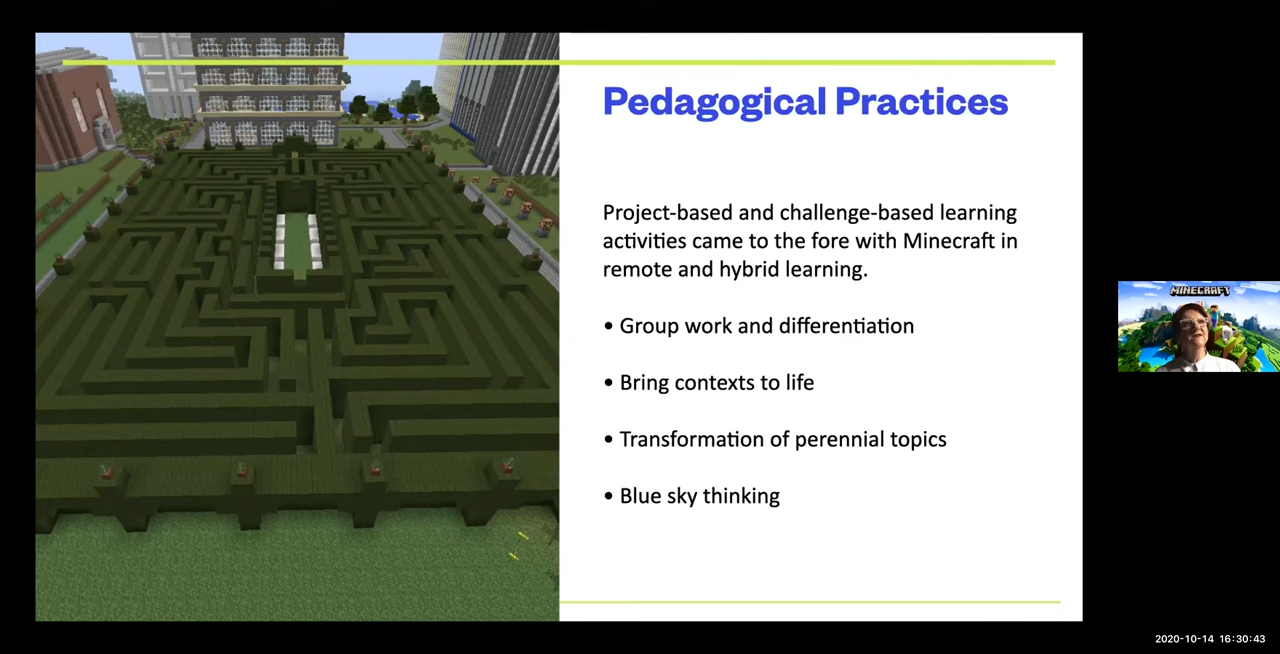 Pedagogical Practices
Project-based and challenge-based learning
activities came to the fore with Minecraft in
remote and hybrid learning.
• Group work and differentiation
• Bring contexts to life
• Transformation of perennial topics
• Blue sky thinking
MINECRAFT
2020-10-14 16:30:43